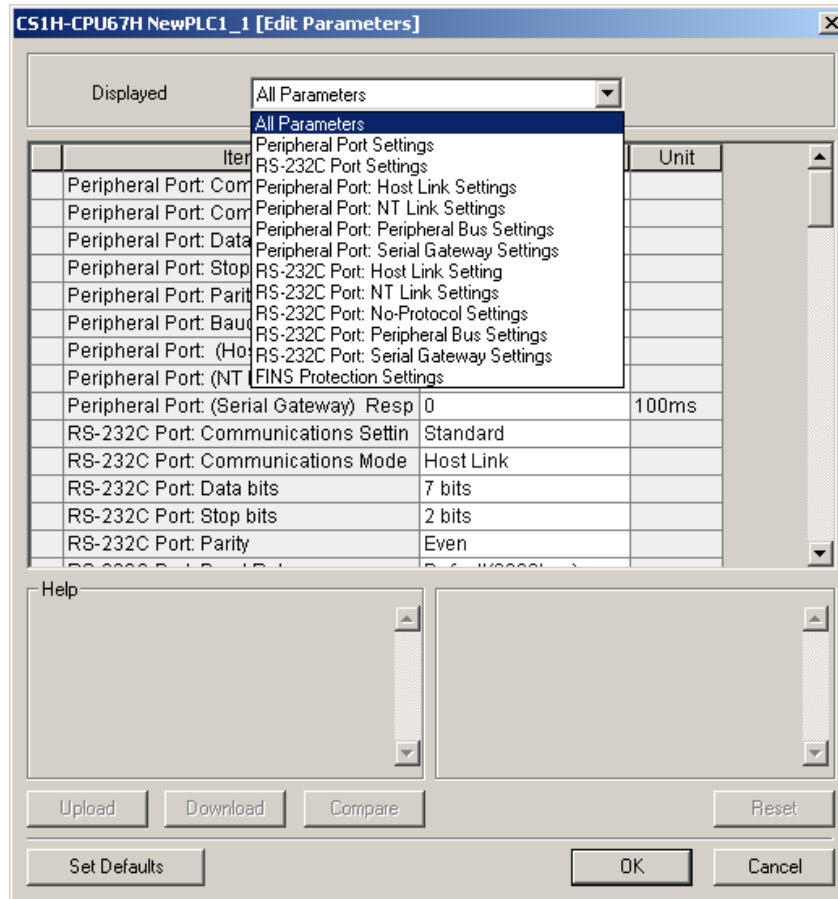 CS1H-CPU67H NewPLC1_1 [Edit Parameters]
Displayed
All Parameters
All Parameters
Peripheral Port Settings
RS-232C Port Settings
Peripheral Port: Host Link Settings
Peripheral Port: NT Link Settings
Peripheral Port: Peripheral Bus Settings
Peripheral Port: Serial Gateway Settings
RS-232C Port: Host Link Setting
RS-232C Port: NT Link Settings
RS-232C Port: No-Protocol Settings
RS-232C Port: Peripheral Bus Settings
RS-232C Port: Serial Gateway Settings
FINS Protection Settings
Unit
Peripheral Port: Com
Peripheral Port: Com
Peripheral Port: Data
Peripheral Port: Stop
Peripheral Port: Parit
Peripheral Port: Baud
Peripheral Port: (Hos
Peripheral Port: (NT
Peripheral Port: (Serial Gateway) Resp 0 100ms
RS-232C Port: Communications Settin Standard
RS-232C Port: Communications Mode Host Link
RS-232C Port: Data bits 7 bits
RS-232C Port: Stop bits 2 bits
RS-232C Port: Parity Even
Help
Upload Download Compare Reset
Set Defaults OK Cancel